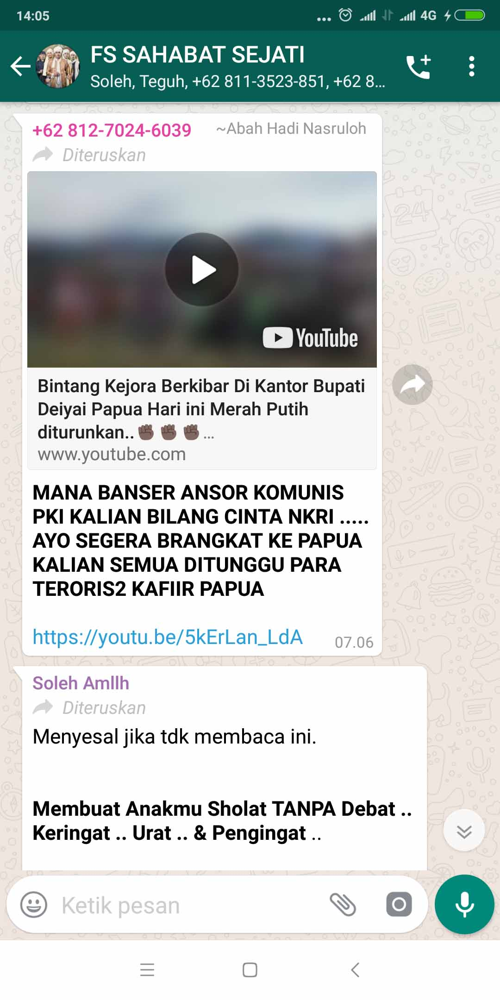 14:05
... 4G
FS SAHABAT SEJATI
Soleh, Teguh, +62 811-3523-851, +62 8...
+62 812-7024-6039 ~Abah Hadi Nasruloh
Diteruskan
YouTube
Bintang Kejora Berkibar Di Kantor Bupati
Deiyai Papua Hari ini Merah Putih
diturunkan..✊🏿 ✊🏿 ✊🏿 ...
www.youtube.com
MANA BANSER ANSOR KOMUNIS
PKI KALIAN BILANG CINTA NKRI .....
AYO SEGERA BRANGKAT KE PAPUA
KALIAN SEMUA DITUNGGU PARA
TERORIS2 KAFIIR PAPUA
https://youtu.be/5kErLan_LdA 07.06
Soleh Amllh
Diteruskan
Menyesal jika tdk membaca ini.
Membuat Anakmu Sholat TANPA Debat ..
Keringat .. Urat .. & Pengingat ..
Ketik pesan